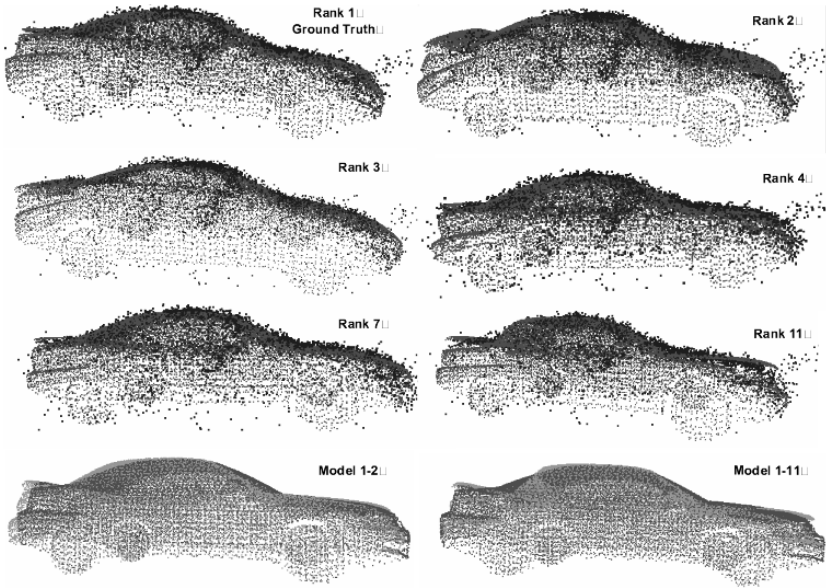 Rank 1
Ground Truth
Rank 2
Rank 3
Rank 4
Rank 7
Rank 11
Model 1-2
Model 1-11